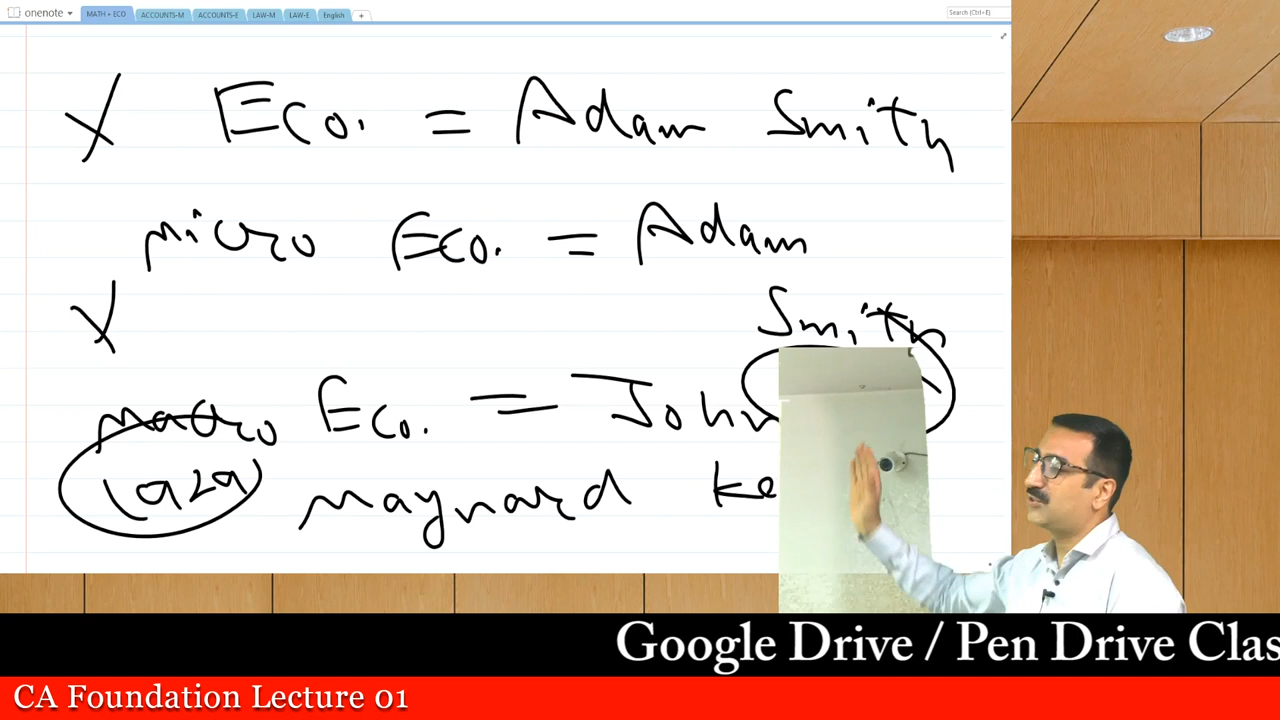 onenote MATH + ECO ACCOUNTS-M ACCOUNTS-E LAW-M LAW-E English + Search (Ctrl+E)
X Eco. = Adam Smith
micro Eco. = Adam
X Smith
macro Eco. = John
1929 maynard ke
Google Drive / Pen Drive Clas
CA Foundation Lecture 01